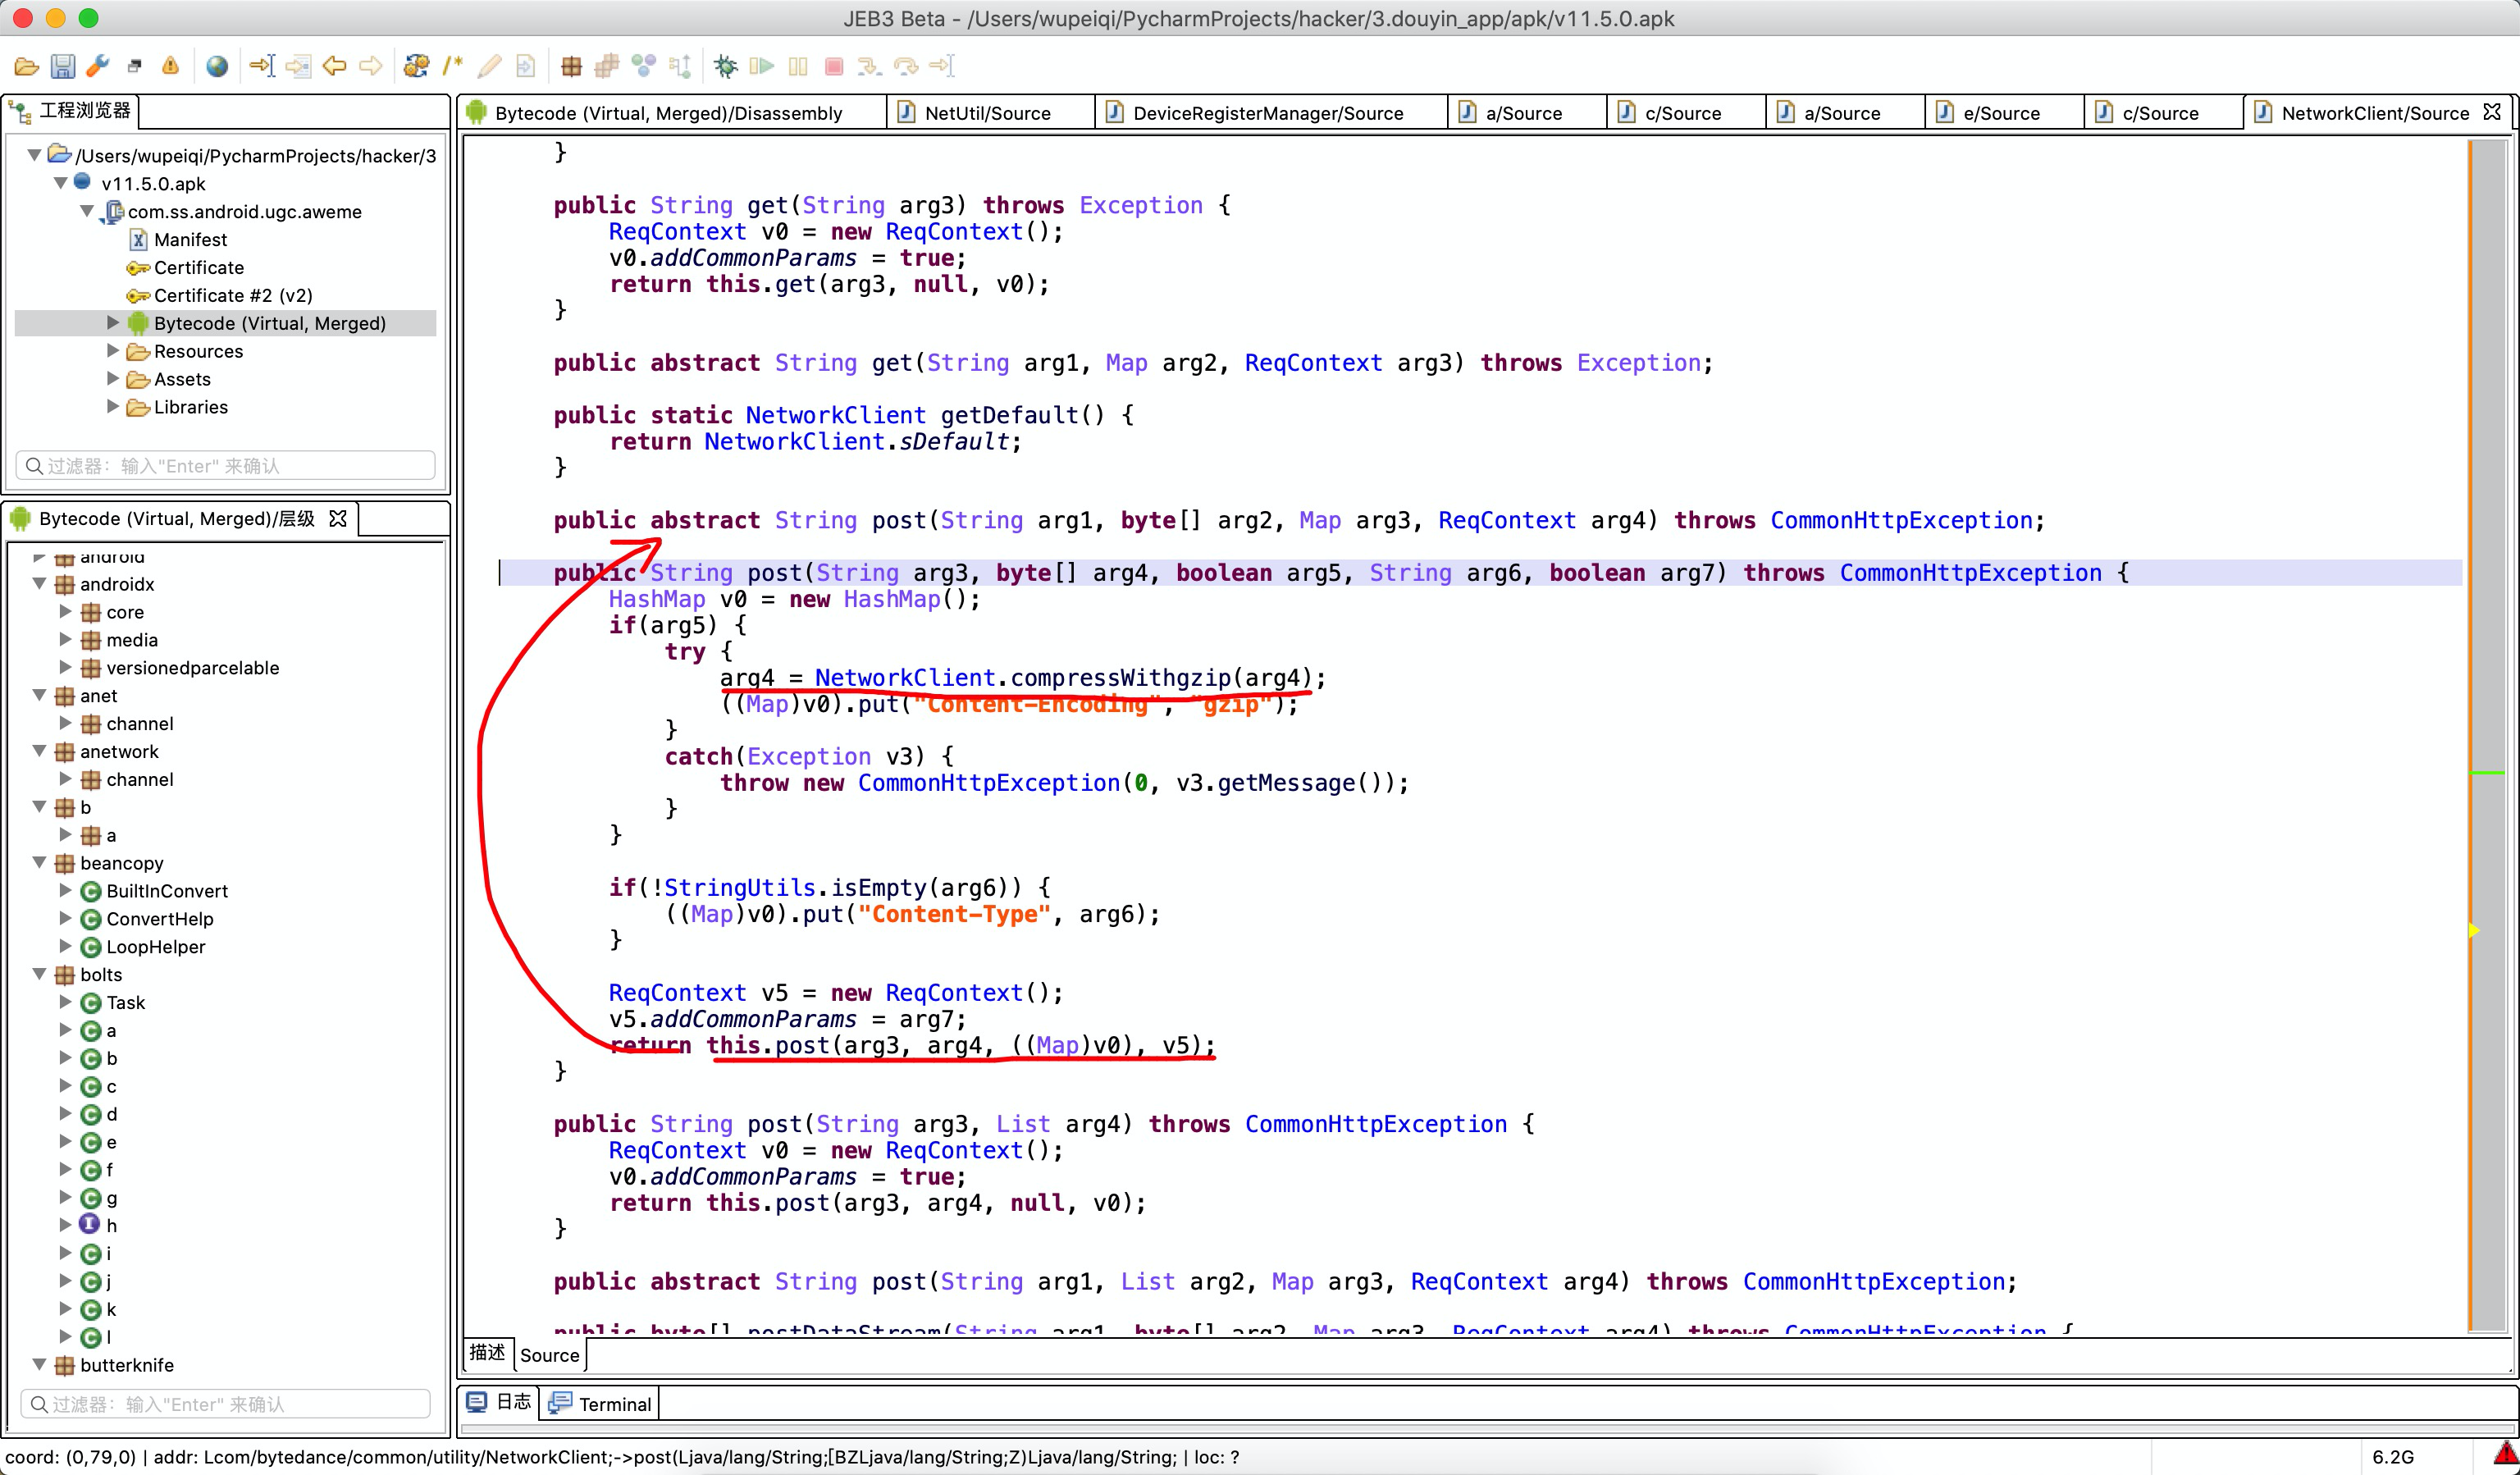 JEB3 Beta - /Users/wupeiqi/PycharmProjects/hacker/3.douyin_app/apk/v11.5.0.apk
工程浏览器
/Users/wupeiqi/PycharmProjects/hacker/3
v11.5.0.apk
com.ss.android.ugc.aweme
Manifest
Certificate
Certificate #2 (v2)
Bytecode (Virtual, Merged)
Resources
Assets
Libraries
过滤器: 输入"Enter" 来确认
Bytecode (Virtual, Merged)/层级
android
androidx
core
media
versionedparcelable
anet
channel
anetwork
channel
b
a
beancopy
BuiltInConvert
ConvertHelp
LoopHelper
bolts
Task
a
b
c
d
e
f
g
h
i
j
k
l
butterknife
过滤器: 输入"Enter" 来确认
Bytecode (Virtual, Merged)/Disassembly
NetUtil/Source
DeviceRegisterManager/Source
a/Source
c/Source
a/Source
e/Source
c/Source
NetworkClient/Source
}
public String get(String arg3) throws Exception {
ReqContext v0 = new ReqContext();
v0.addCommonParams = true;
return this.get(arg3, null, v0);
}
public abstract String get(String arg1, Map arg2, ReqContext arg3) throws Exception;
public static NetworkClient getDefault() {
return NetworkClient.sDefault;
}
public abstract String post(String arg1, byte[] arg2, Map arg3, ReqContext arg4) throws CommonHttpException;
public String post(String arg3, byte[] arg4, boolean arg5, String arg6, boolean arg7) throws CommonHttpException {
HashMap v0 = new HashMap();
if(arg5) {
try {
arg4 = NetworkClient.compressWithgzip(arg4);
((Map)v0).put("Content-Encoding", "gzip");
}
catch(Exception v3) {
throw new CommonHttpException(0, v3.getMessage());
}
}
if(!StringUtils.isEmpty(arg6)) {
((Map)v0).put("Content-Type", arg6);
}
ReqContext v5 = new ReqContext();
v5.addCommonParams = arg7;
return this.post(arg3, arg4, ((Map)v0), v5);
}
public String post(String arg3, List arg4) throws CommonHttpException {
ReqContext v0 = new ReqContext();
v0.addCommonParams = true;
return this.post(arg3, arg4, null, v0);
}
public abstract String post(String arg1, List arg2, Map arg3, ReqContext arg4) throws CommonHttpException;
public byte[] postDataStream(String arg1, byte[] arg2, Map arg3, ReqContext arg4) throws CommonHttpException {
描述
Source
日志
Terminal
coord: (0,79,0) | addr: Lcom/bytedance/common/utility/NetworkClient;->post(Ljava/lang/String;[BZLjava/lang/String;Z)Ljava/lang/String; | loc: ?
6.2G